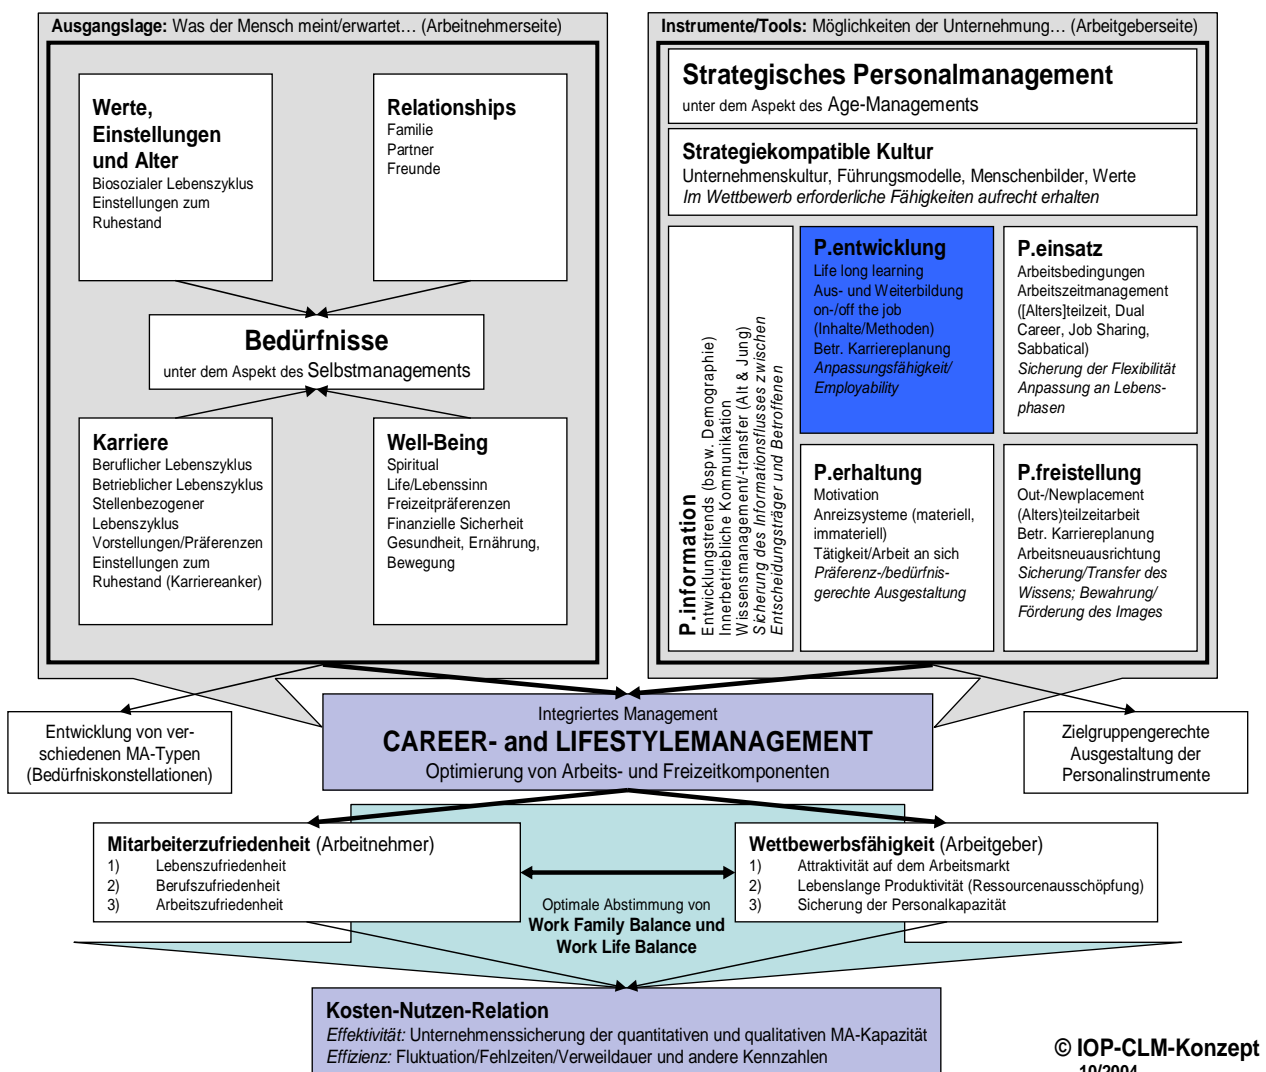 Ausgangslage: Was der Mensch meint/erwartet… (Arbeitnehmerseite)
Werte,
Einstellungen
und Alter
Biosozialer Lebenszyklus
Einstellungen zum
Ruhestand
Relationships
Familie
Partner
Freunde
Bedürfnisse
unter dem Aspekt des Selbstmanagements
Karriere
Beruflicher Lebenszyklus
Betrieblicher Lebenszyklus
Stellenbezogener
Lebenszyklus
Vorstellungen/Präferenzen
Einstellungen zum
Ruhestand (Karriereanker)
Well-Being
Spiritual
Life/Lebenssinn
Freizeitpräferenzen
Finanzielle Sicherheit
Gesundheit, Ernährung,
Bewegung
Instrumente/Tools: Möglichkeiten der Unternehmung… (Arbeitgeberseite)
Strategisches Personalmanagement
unter dem Aspekt des Age-Managements
Strategiekompatible Kultur
Unternehmenskultur, Führungsmodelle, Menschenbilder, Werte
Im Wettbewerb erforderliche Fähigkeiten aufrecht erhalten
P.information
Entwicklungstrends (bspw. Demographie)
Innerbetriebliche Kommunikation
Wissensmanagement/-transfer (Alt & Jung)
Sicherung des Informationsflusses zwischen
Entscheidungsträger und Betroffenen
P.entwicklung
Life long learning
Aus- und Weiterbildung
on-/off the job
(Inhalte/Methoden)
Betr. Karriereplanung
Anpassungsfähigkeit/
Employability
P.einsatz
Arbeitsbedingungen
Arbeitszeitmanagement
([Alters]teilzeit, Dual
Career, Job Sharing,
Sabbatical)
Sicherung der Flexibilität
Anpassung an Lebens-
phasen
P.erhaltung
Motivation
Anreizsysteme (materiell,
immateriell)
Tätigkeit/Arbeit an sich
Präferenz-/bedürfnis-
gerechte Ausgestaltung
P.freistellung
Out-/Newplacement
(Alters)teilzeitarbeit
Betr. Karriereplanung
Arbeitsneuausrichtung
Sicherung/Transfer des
Wissens; Bewahrung/
Förderung des Images
Entwicklung von ver-
schiedenen MA-Typen
(Bedürfniskonstellationen)
Integriertes Management
CAREER- and LIFESTYLEMANAGEMENT
Optimierung von Arbeits- und Freizeitkomponenten
Zielgruppengerechte
Ausgestaltung der
Personalinstrumente
Mitarbeiterzufriedenheit (Arbeitnehmer)
1) Lebenszufriedenheit
2) Berufszufriedenheit
3) Arbeitszufriedenheit
Optimale Abstimmung von
Work Family Balance und
Work Life Balance
Wettbewerbsfähigkeit (Arbeitgeber)
1) Attraktivität auf dem Arbeitsmarkt
2) Lebenslange Produktivität (Ressourcenausschöpfung)
3) Sicherung der Personalkapazität
Kosten-Nutzen-Relation
Effektivität: Unternehmenssicherung der quantitativen und qualitativen MA-Kapazität
Effizienz: Fluktuation/Fehlzeiten/Verweildauer und andere Kennzahlen
© IOP-CLM-Konzept
10/2004